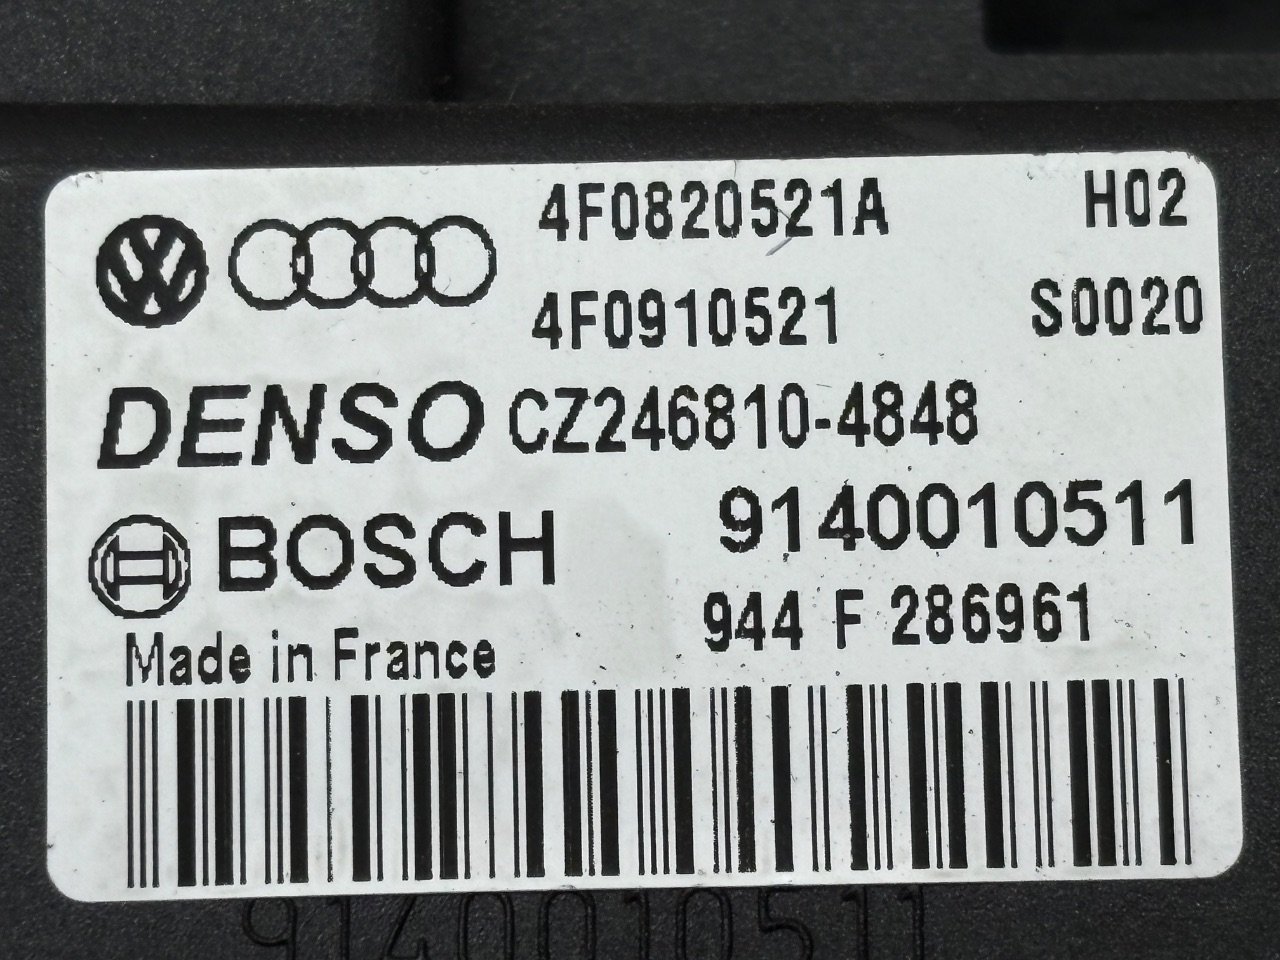 4F0820521A H02
4F0910521 S0020
DENSO CZ246810-4848
BOSCH 9140010511
944 F 286961
Made in France
9140010511